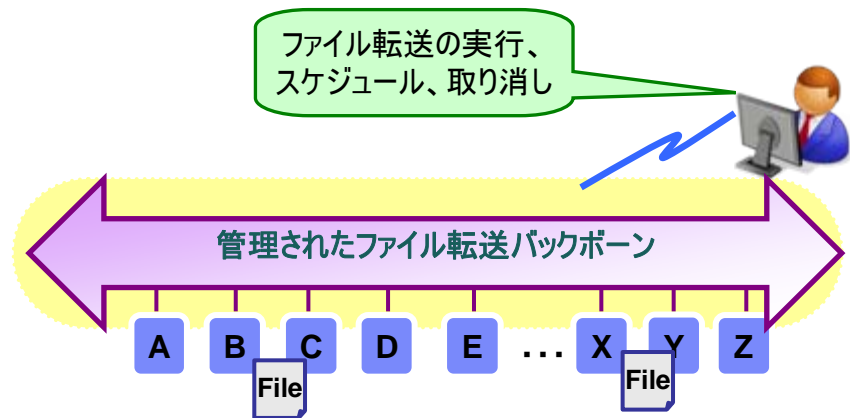 ファイル転送の実行、
スケジュール、取り消し
管理されたファイル転送バックボーン
A B C D E ... X Y Z
File File